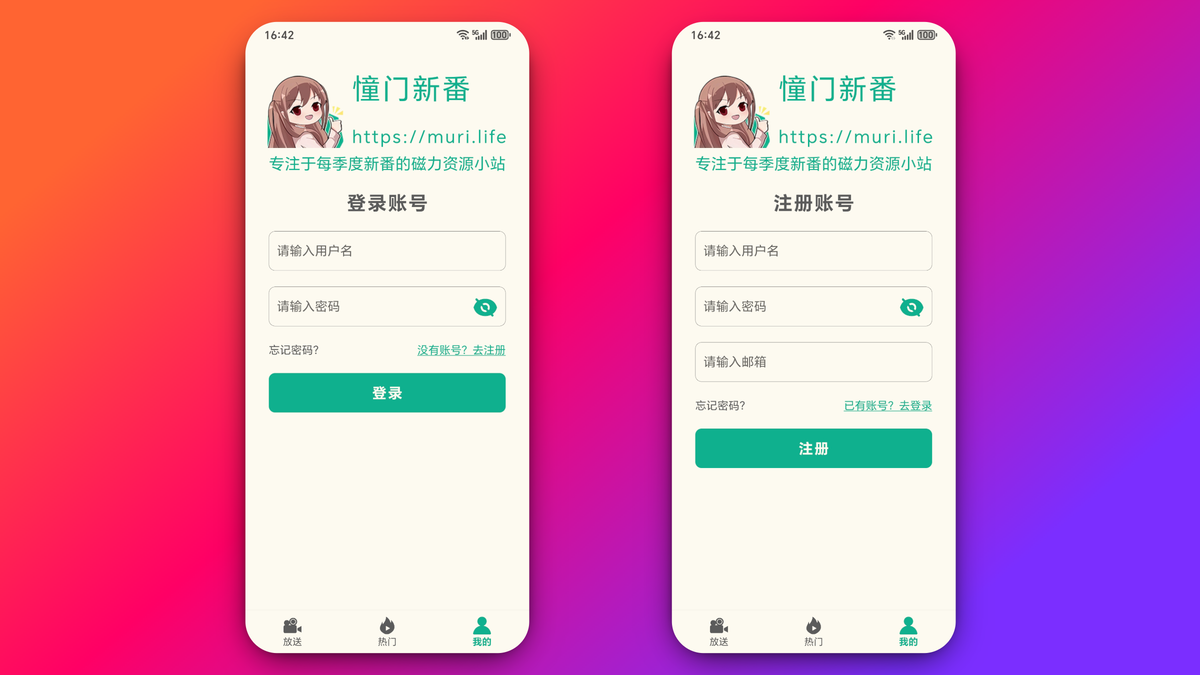 16:42
5G
100
憧门新番
https://muri.life
专注于每季度新番的磁力资源小站
登录账号
请输入用户名
请输入密码
忘记密码?
没有账号? 去注册
登录
放送
热门
我的
16:42
5G
100
憧门新番
https://muri.life
专注于每季度新番的磁力资源小站
注册账号
请输入用户名
请输入密码
请输入邮箱
忘记密码?
已有账号? 去登录
注册
放送
热门
我的